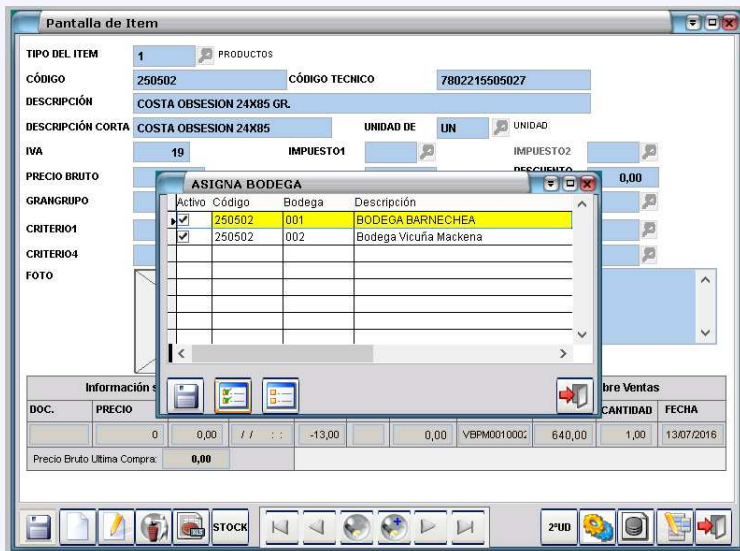 Pantalla de Item
TIPO DEL ITEM 1 PRODUCTOS
CÓDIGO 250502 CÓDIGO TECNICO 7802215505027
DESCRIPCIÓN COSTA OBSESION 24X85 GR.
DESCRIPCIÓN CORTA COSTA OBSESION 24X85 UNIDAD DE UN UNIDAD
IVA 19 IMPUESTO1 IMPUESTO2
PRECIO BRUTO DESCUENTO 0,00
GRANGRUPO
CRITERIO1
CRITERIO4
FOTO
ASIGNA BODEGA
Activo Código Bodega Descripción
250502 001 BODEGA BARNECHEA
250502 002 Bodega Vicuña Mackena
Información s bre Ventas
DOC. PRECIO CANTIDAD FECHA
0 0,00 / / : : -13,00 0,00 VBPM0010002 640,00 1,00 13/07/2016
Precio Bruto Ultima Compra: 0,00
STOCK 2ªUD